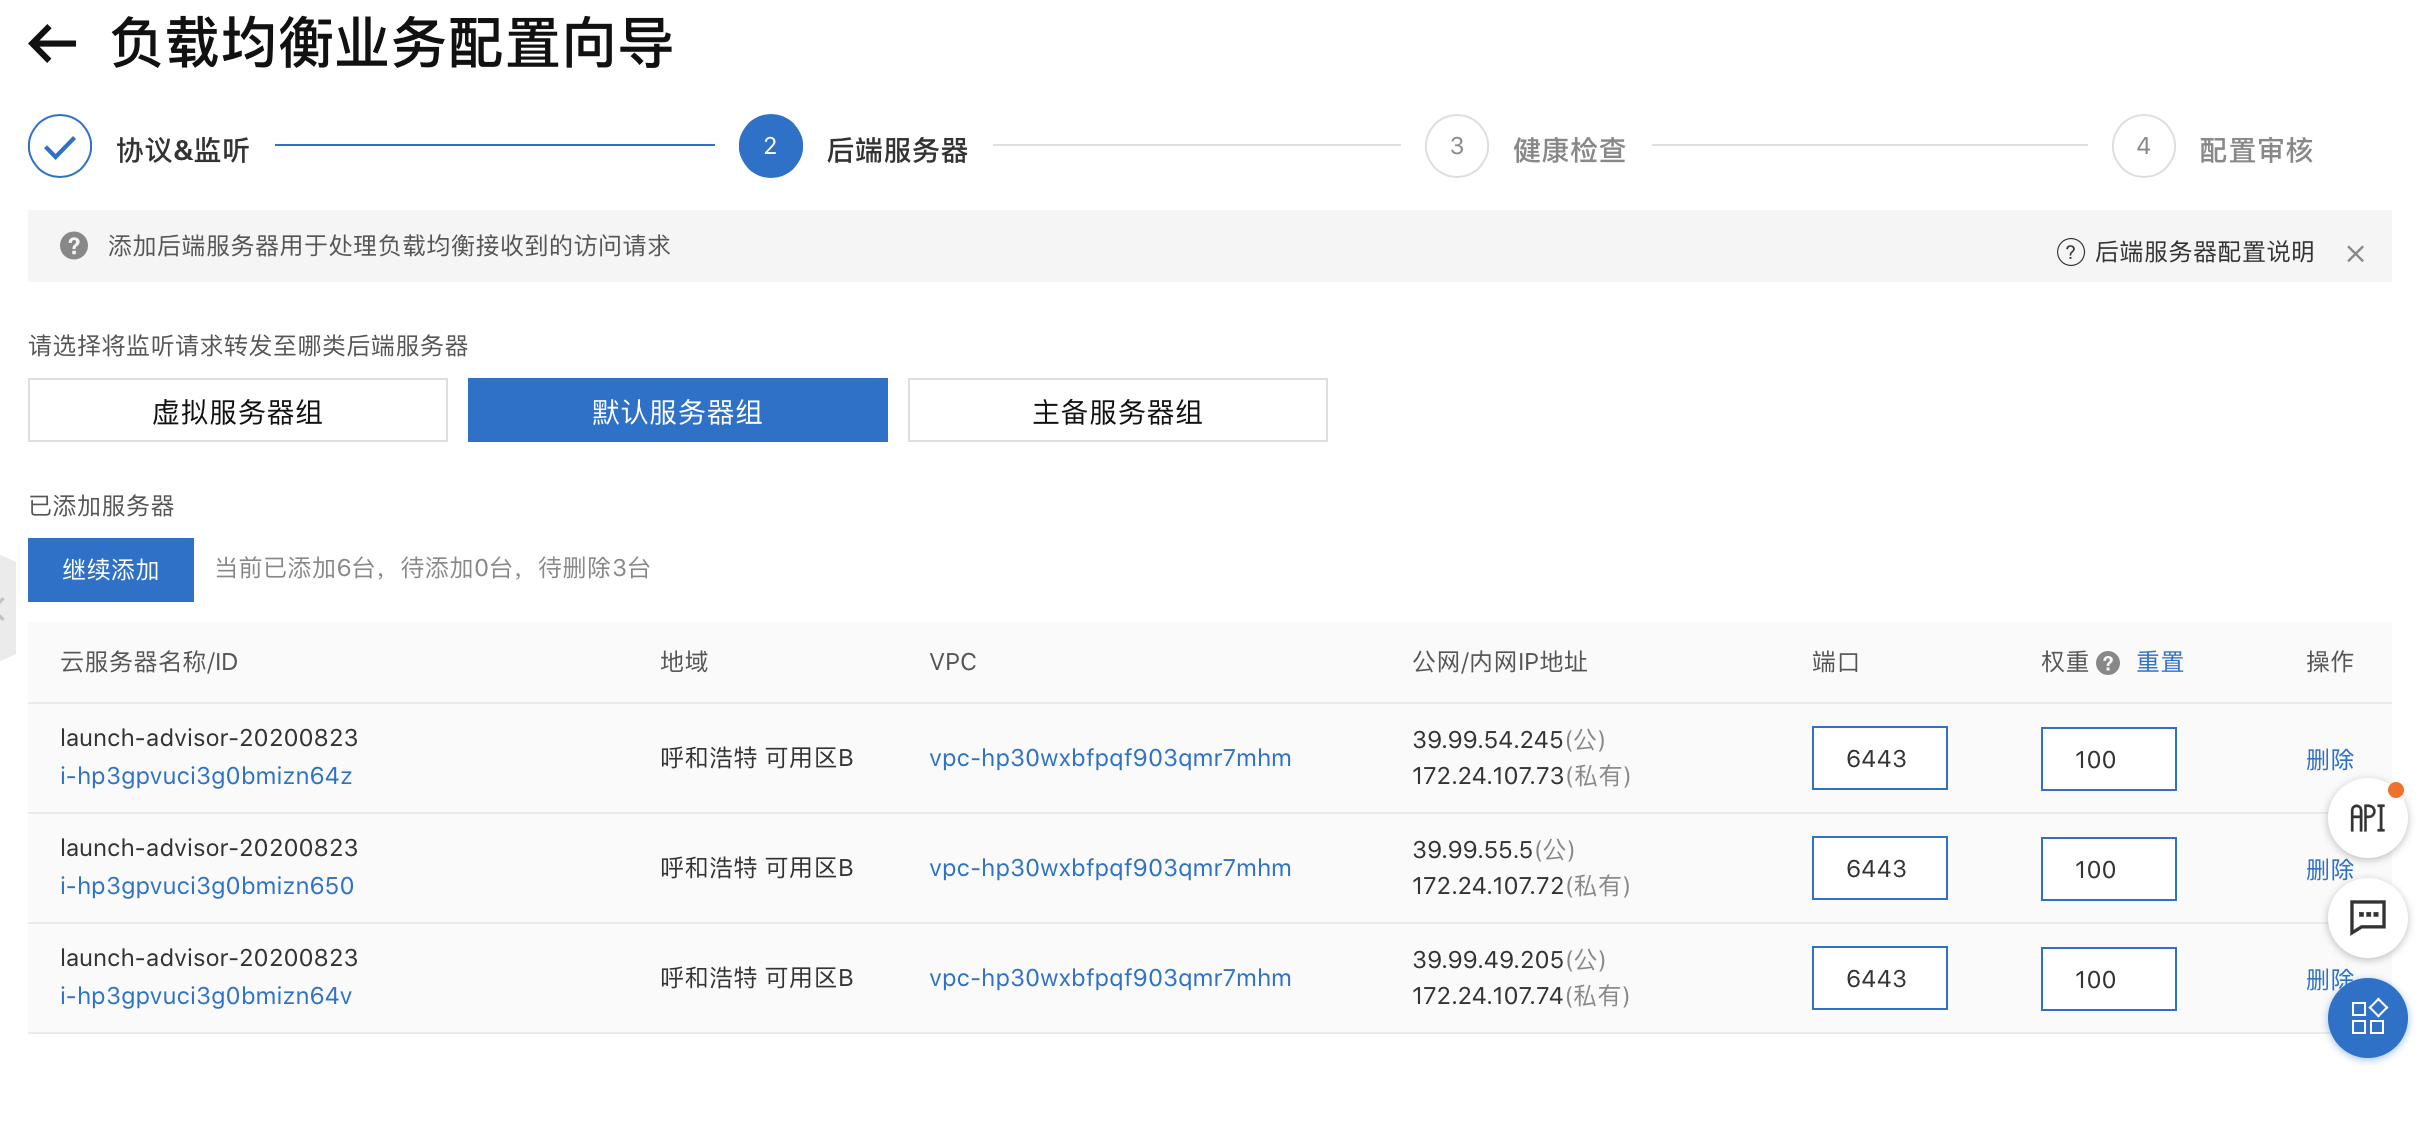 负载均衡业务配置向导
协议&监听
2 后端服务器
3 健康检查
4 配置审核
添加后端服务器用于处理负载均衡接收到的访问请求
后端服务器配置说明
请选择将监听请求转发至哪类后端服务器
虚拟服务器组 默认服务器组 主备服务器组
已添加服务器
继续添加 当前已添加6台，待添加0台，待删除3台
云服务器名称/ID 地域 VPC 公网/内网IP地址 端口 权重 重置 操作
launch-advisor-20200823
i-hp3gpvuci3g0bmizn64z
呼和浩特 可用区B
vpc-hp30wxbfpqf903qmr7mhm
39.99.54.245(公)
172.24.107.73(私有)
6443
100
删除
launch-advisor-20200823
i-hp3gpvuci3g0bmizn650
呼和浩特 可用区B
vpc-hp30wxbfpqf903qmr7mhm
39.99.55.5(公)
172.24.107.72(私有)
6443
100
删除
launch-advisor-20200823
i-hp3gpvuci3g0bmizn64v
呼和浩特 可用区B
vpc-hp30wxbfpqf903qmr7mhm
39.99.49.205(公)
172.24.107.74(私有)
6443
100
删除
API